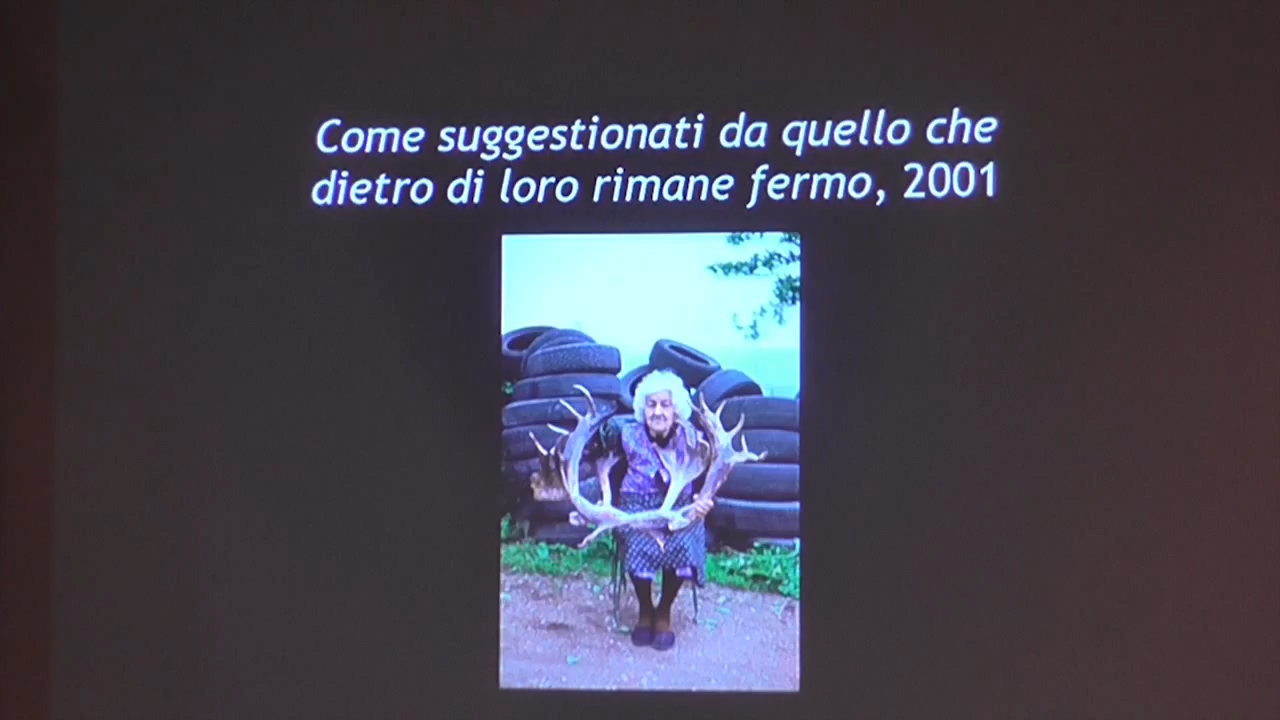 Come suggestionati da quello che
dietro di loro rimane fermo, 2001